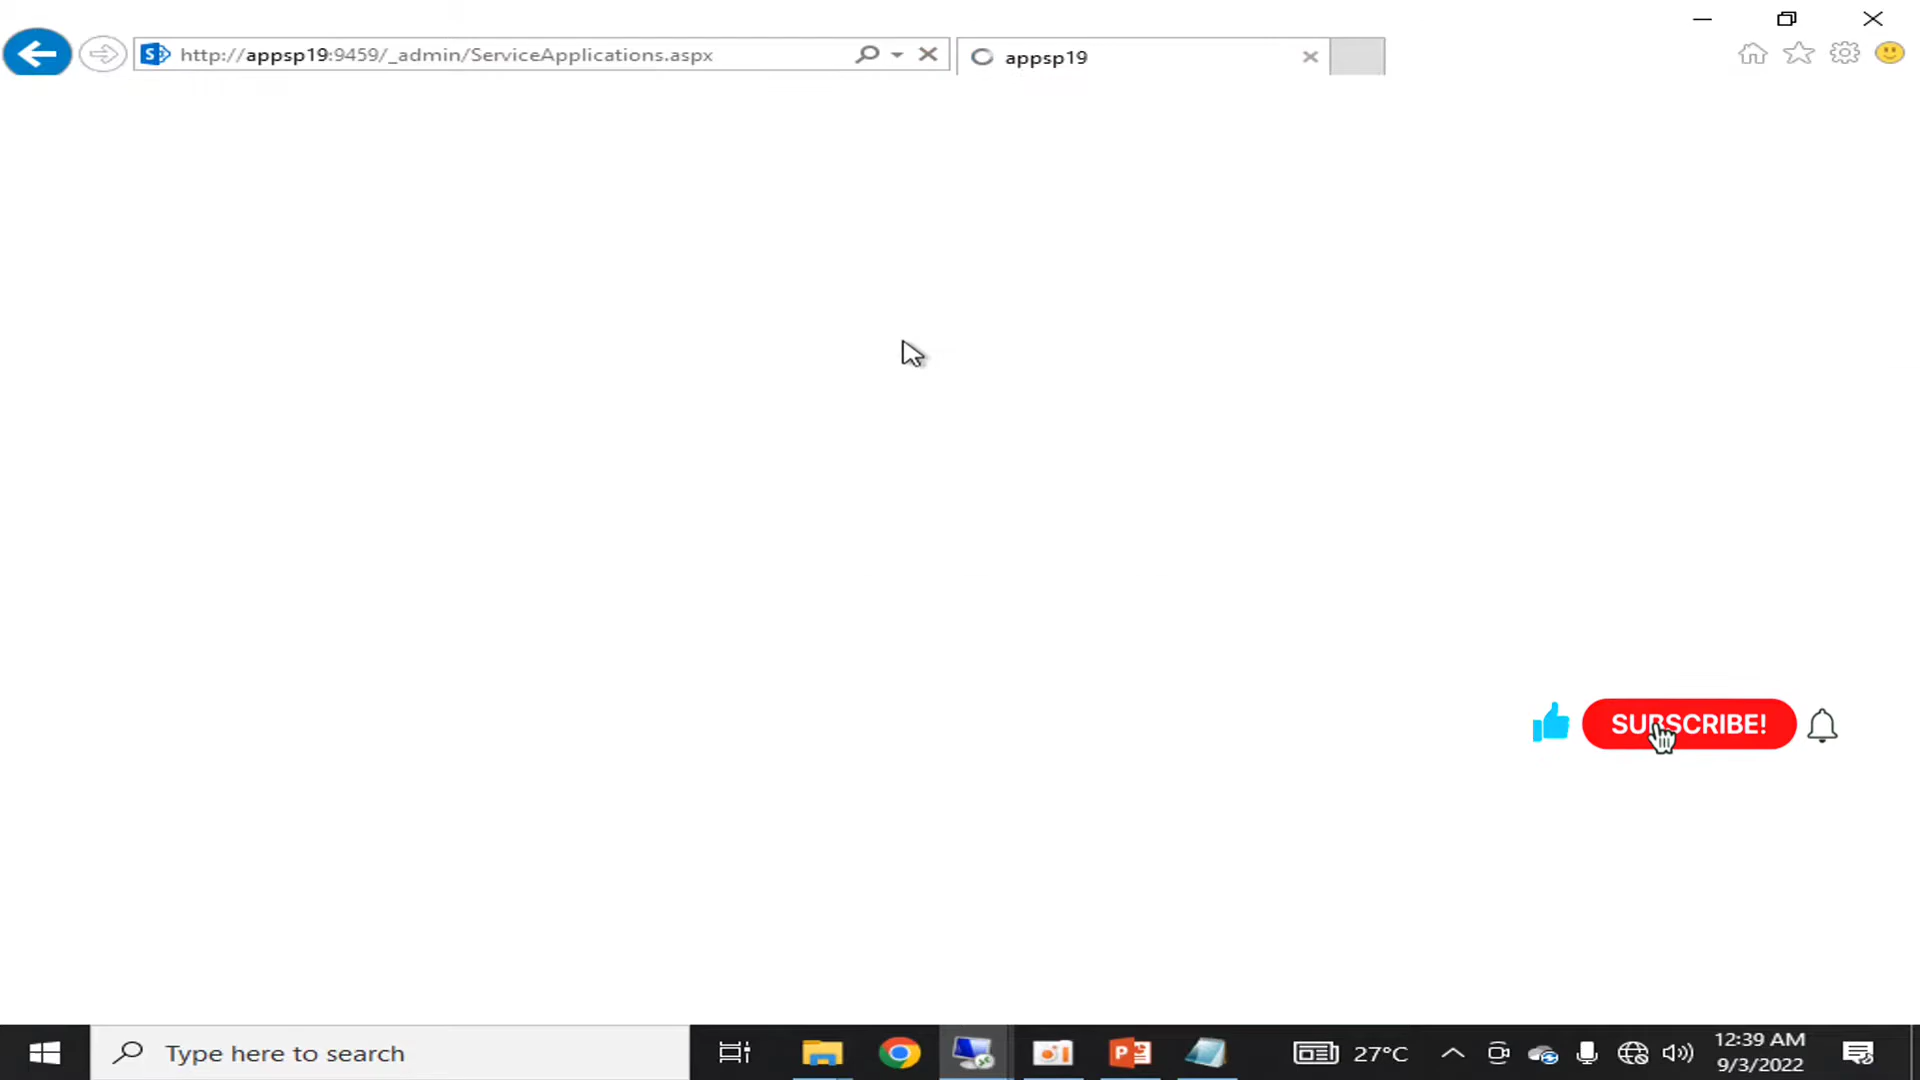 http://appsp19:9459/_admin/ServiceApplications.aspx
appsp19
SUBSCRIBE!
Type here to search
27°C
12:39 AM
9/3/2022